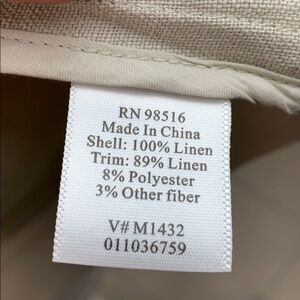 RN 98516
Made In China
Shell: 100% Linen
Trim: 89% Linen
8% Polyester
3% Other fiber
V# M1432
011036759